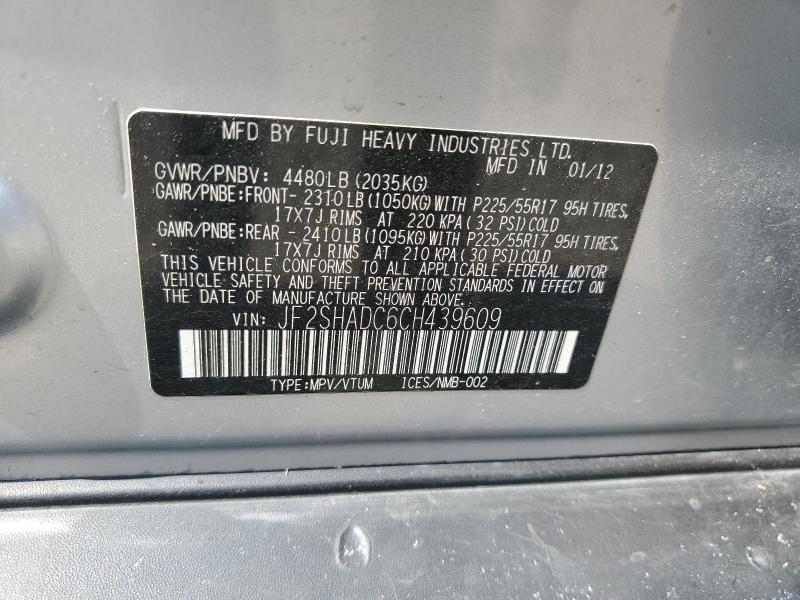 MFD BY FUJI HEAVY INDUSTRIES LTD.
MFD IN 01/12
GVWR/PNBV: 4480LB (2035KG)
GAWR/PNBE:FRONT- 2310LB (1050KG) WITH P225/55R17 95H TIRES,
17X7J RIMS AT 220 KPA (32 PSI) COLD
GAWR/PNBE:REAR - 2410LB (1095KG) WITH P225/55R17 95H TIRES,
17X7J RIMS AT 210 KPA (30 PSI) COLD
THIS VEHICLE CONFORMS TO ALL APPLICABLE FEDERAL MOTOR
VEHICLE SAFETY AND THEFT PREVENTION STANDARDS IN EFFECT ON
THE DATE OF MANUFACTURE SHOWN ABOVE.
VIN: JF2SHADC6CH439609
TYPE:MPV/VTUM ICES/NMB-002